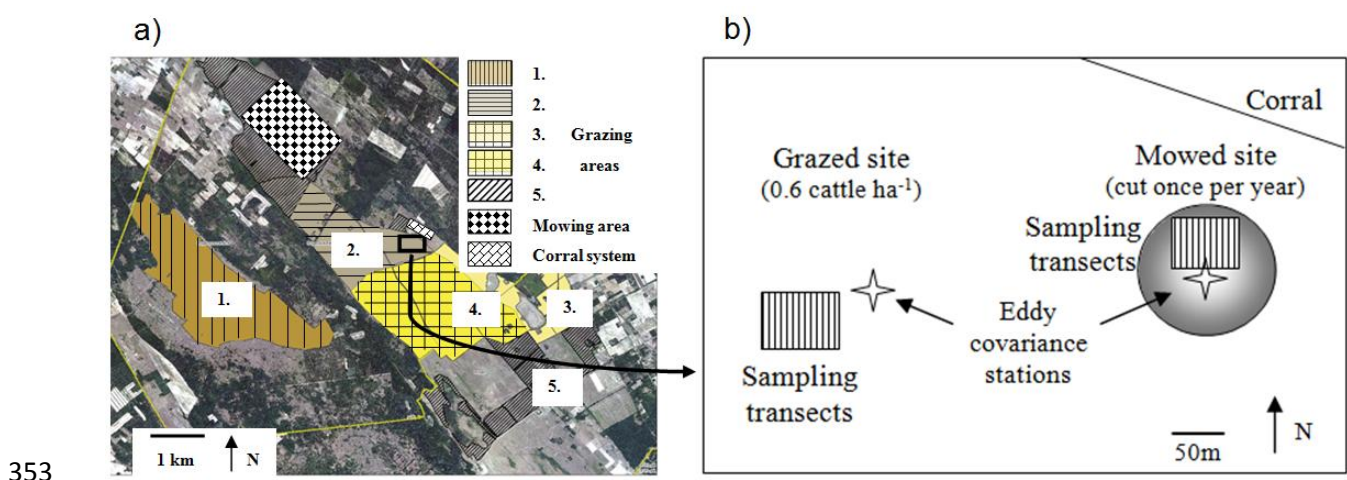 a)
1.
2.
3. Grazing
4. areas
5.
Mowing area
Corral system
1.
2.
3.
4.
5.
1 km
N
b)
Corral
Grazed site
(0.6 cattle ha⁻¹)
Mowed site
(cut once per year)
Sampling
transects
Eddy
covariance
stations
Sampling
transects
50m
N
353